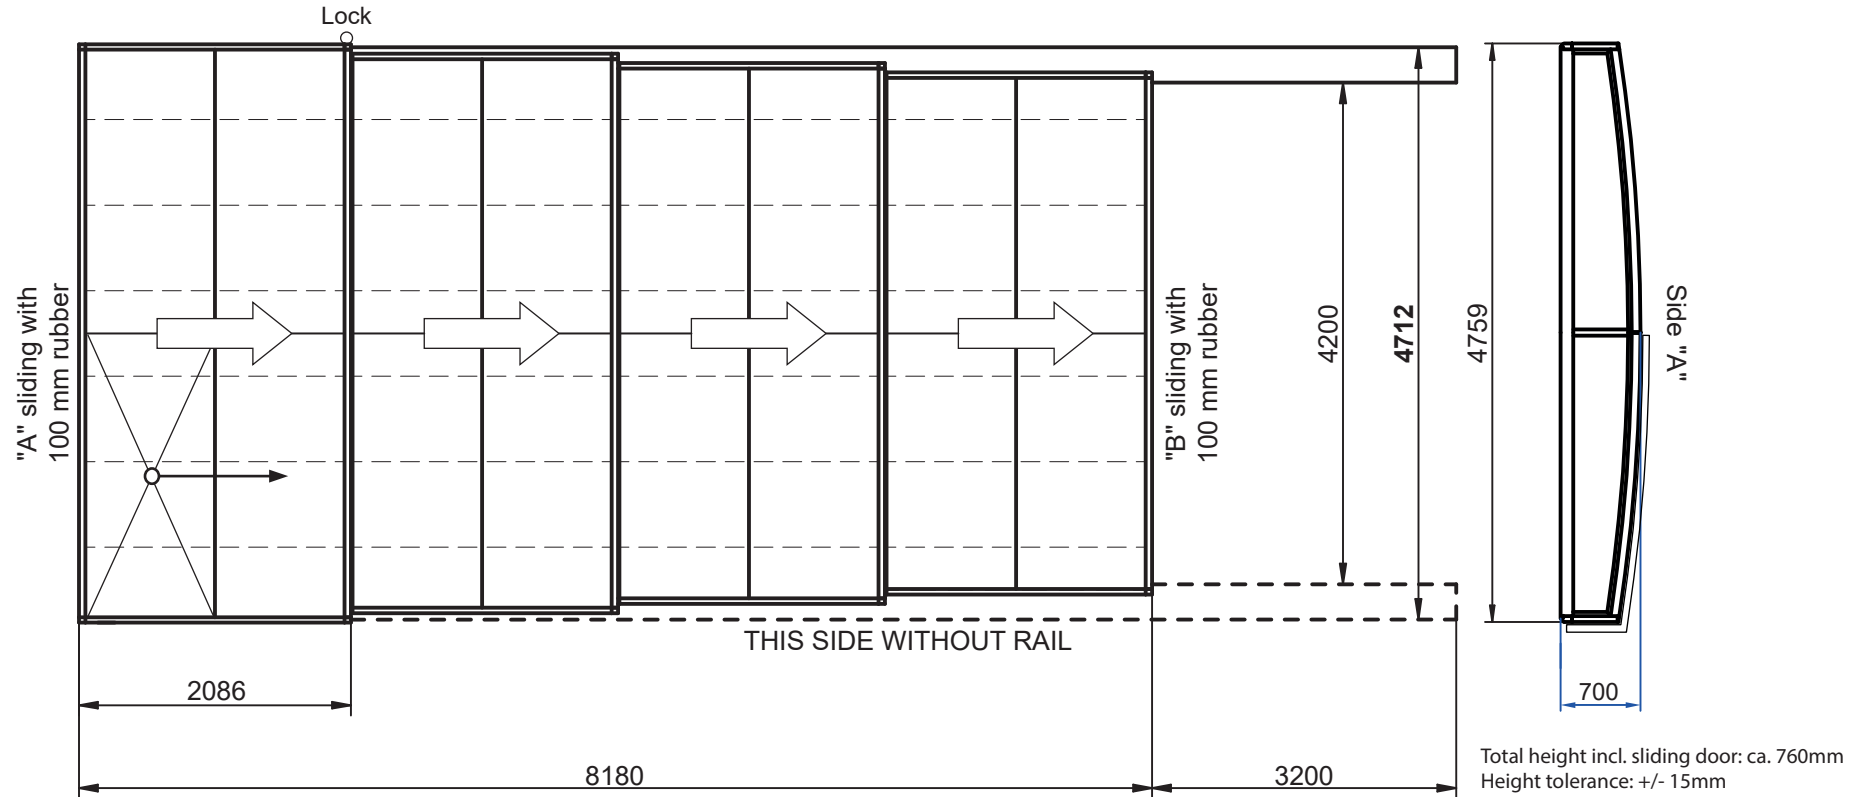 Lock
"A" sliding with
100 mm rubber
"B" sliding with
100 mm rubber
4200
4712
4759
Side "A"
THIS SIDE WITHOUT RAIL
2086
700
8180
3200
Total height incl. sliding door: ca. 760mm
Height tolerance: +/- 15mm